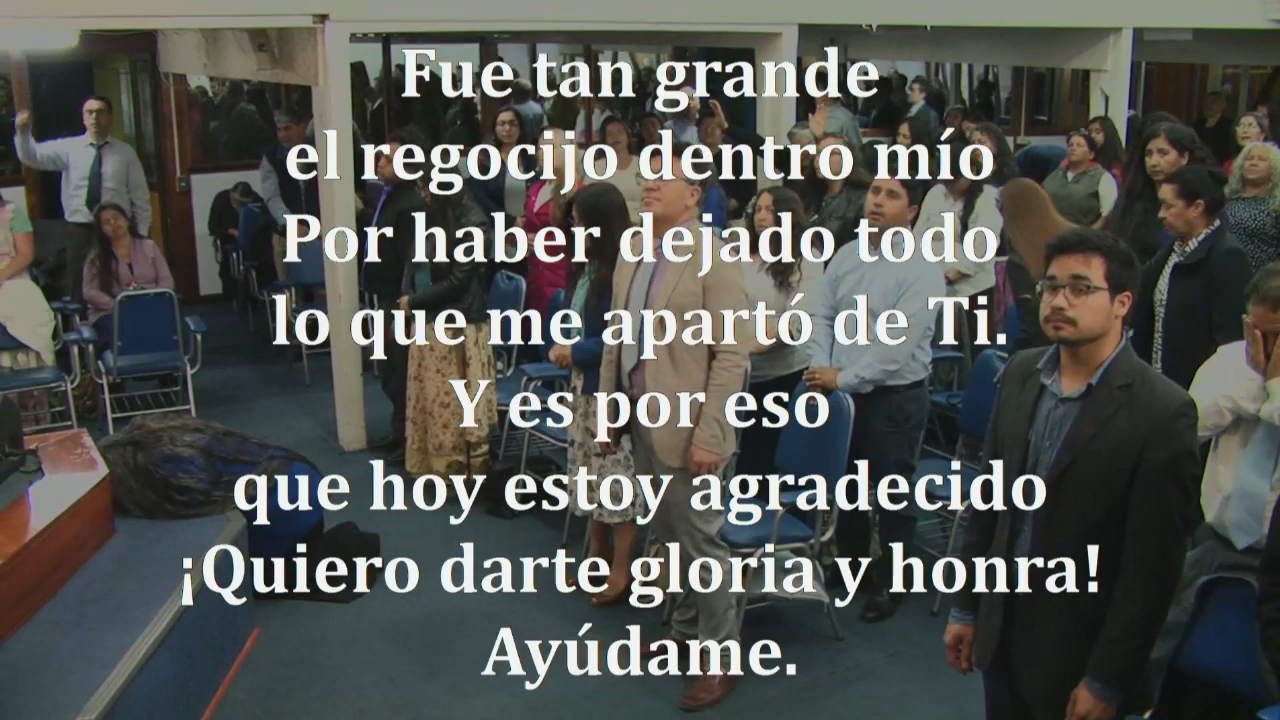 Fue tan grande
el regocijo dentro mío
Por haber dejado todo
lo que me apartó de Ti.
Y es por eso
que hoy estoy agradecido
¡Quiero darte gloria y honra!
Ayúdame.